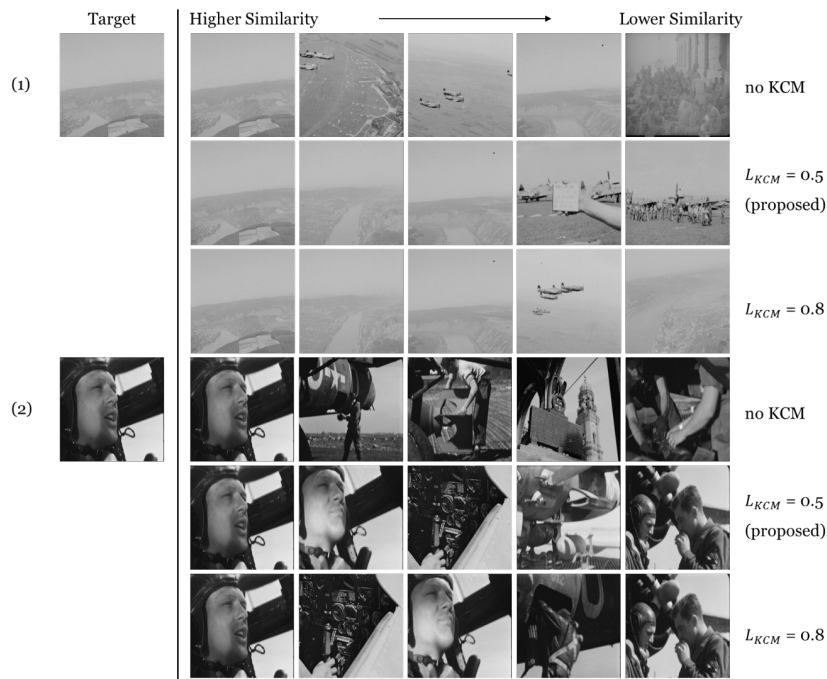 Target Higher Similarity Lower Similarity
(1) no KCM
L_KCM = 0.5
(proposed)
L_KCM = 0.8
(2) no KCM
L_KCM = 0.5
(proposed)
L_KCM = 0.8